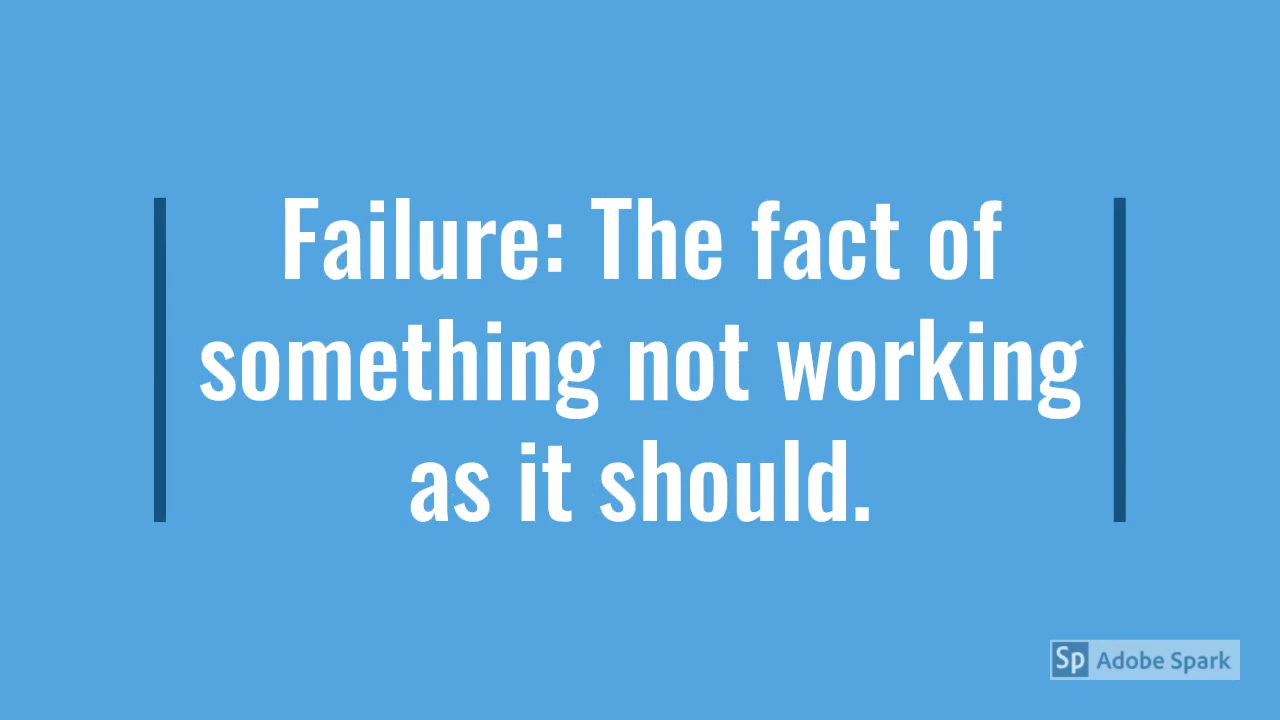 Failure: The fact of
something not working
as it should.
Sp Adobe Spark